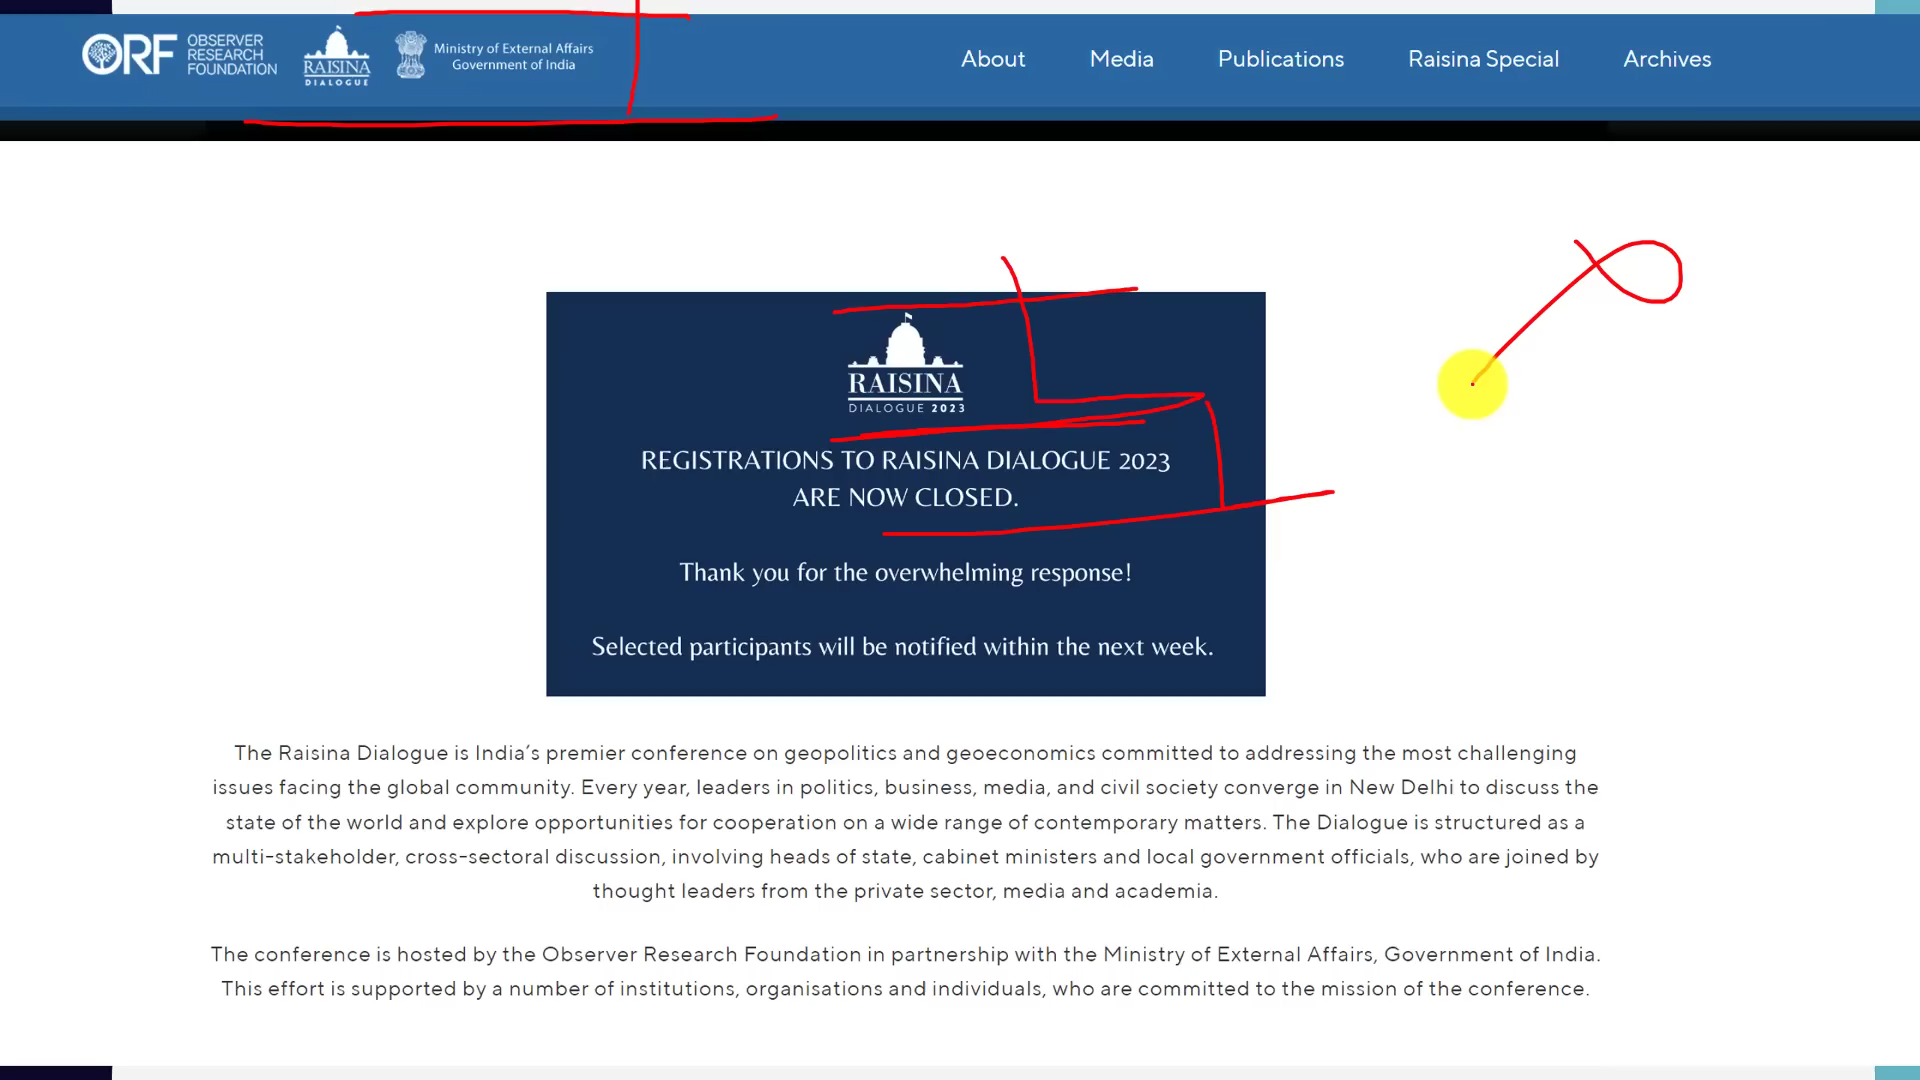 ORF OBSERVER
RESEARCH
FOUNDATION
RAISINA
DIALOGUE
Ministry of External Affairs
Government of India
About Media Publications Raisina Special Archives
RAISINA
DIALOGUE 2023
REGISTRATIONS TO RAISINA DIALOGUE 2023
ARE NOW CLOSED.
Thank you for the overwhelming response!
Selected participants will be notified within the next week.
The Raisina Dialogue is India’s premier conference on geopolitics and geoeconomics committed to addressing the most challenging
issues facing the global community. Every year, leaders in politics, business, media, and civil society converge in New Delhi to discuss the
state of the world and explore opportunities for cooperation on a wide range of contemporary matters. The Dialogue is structured as a
multi-stakeholder, cross-sectoral discussion, involving heads of state, cabinet ministers and local government officials, who are joined by
thought leaders from the private sector, media and academia.
The conference is hosted by the Observer Research Foundation in partnership with the Ministry of External Affairs, Government of India.
This effort is supported by a number of institutions, organisations and individuals, who are committed to the mission of the conference.